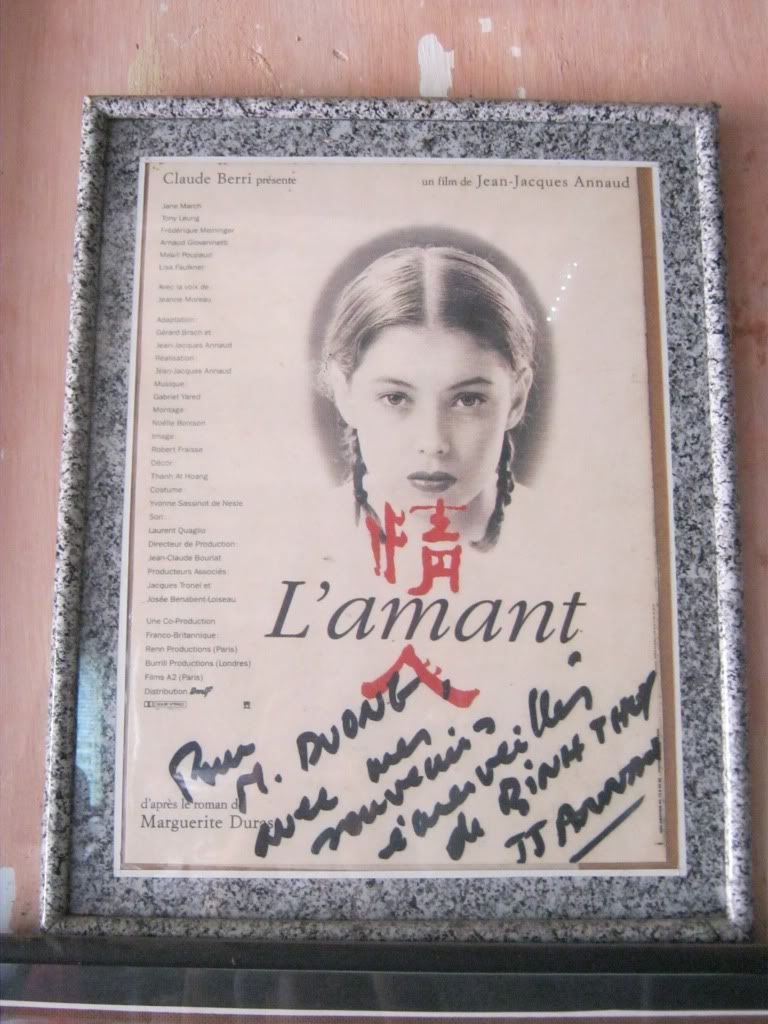 Claude Berri présente
un film de Jean-Jacques Annaud
Jane March
Tony Leung
Frédérique Meininger
Arnaud Giovaninetti
Melvil Poupaud
Lisa Faulkner
Avec la voix de :
Jeanne Moreau
Adaptation :
Gérard Brach et
Jean-Jacques Annaud
Réalisation :
Jean-Jacques Annaud
Musique :
Gabriel Yared
Montage :
Noëlle Boisson
Image :
Robert Fraisse
Décor :
Thanh At Hoang
Costume :
Yvonne Sassinot de Nesle
Son :
Laurent Quaglio
Directeur de Production :
Jean-Claude Bourlat
Producteurs Associés :
Jacques Tronel et
Josée Benabent-Loiseau
Une Co-Production
Franco-Britannique :
Renn Productions (Paris)
Burrill Productions (Londres)
Films A2 (Paris)
Distribution
情
L'amant
人
Pour
M. DUONG,
avec mes
souvenirs
émerveillés
de BINH THUY
JJ Annaud
d'après le roman de
Marguerite Duras